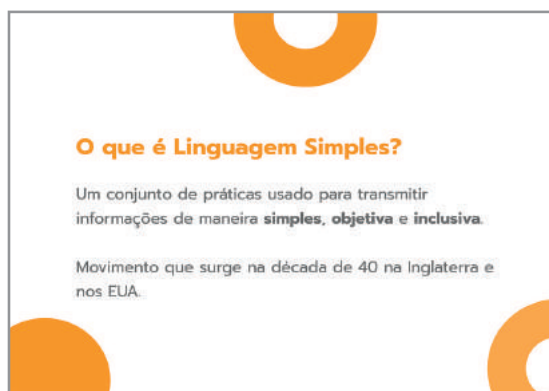 O que é Linguagem Simples?
Um conjunto de práticas usado para transmitir
informações de maneira simples, objetiva e inclusiva.
Movimento que surge na década de 40 na Inglaterra e
nos EUA.